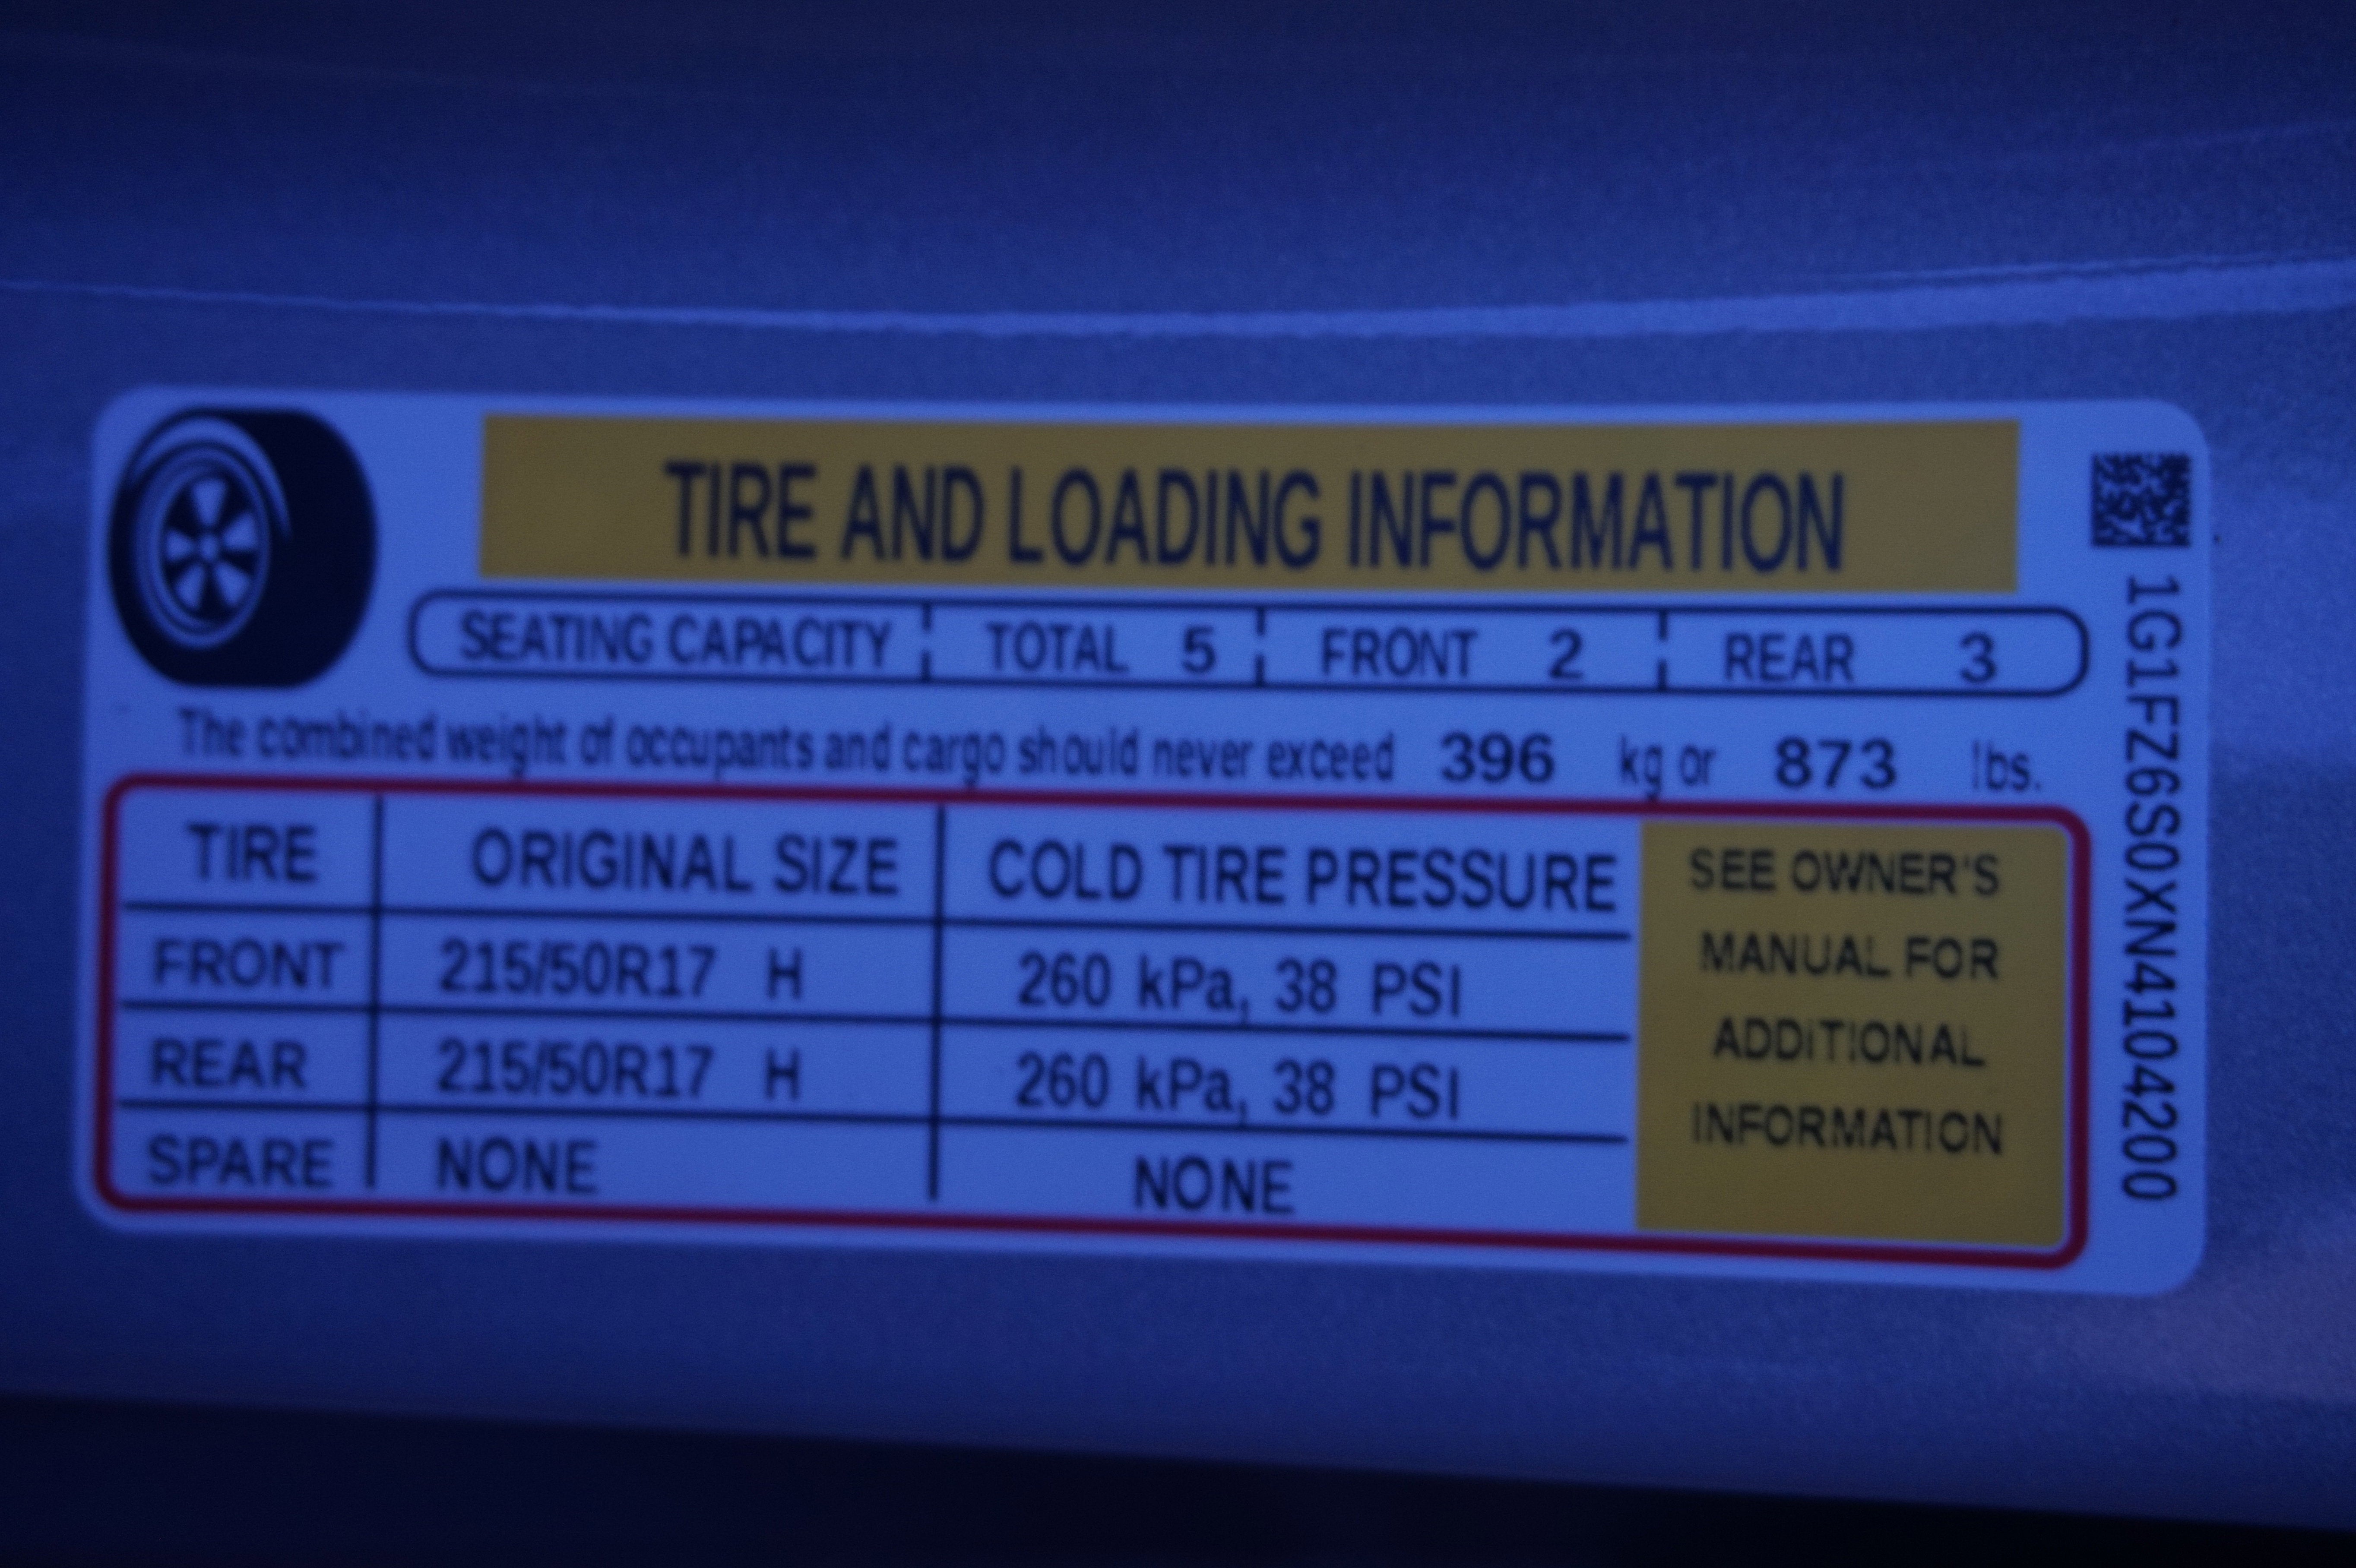 TIRE AND LOADING INFORMATION
SEATING CAPACITY TOTAL 5 FRONT 2 REAR 3
The combined weight of occupants and cargo should never exceed 396 kg or 873 lbs.
TIRE ORIGINAL SIZE COLD TIRE PRESSURE
FRONT 215/50R17 H 260 kPa, 38 PSI
REAR 215/50R17 H 260 kPa, 38 PSI
SPARE NONE NONE
SEE OWNER'S
MANUAL FOR
ADDITIONAL
INFORMATION
1G1FZ6S0XN4104200